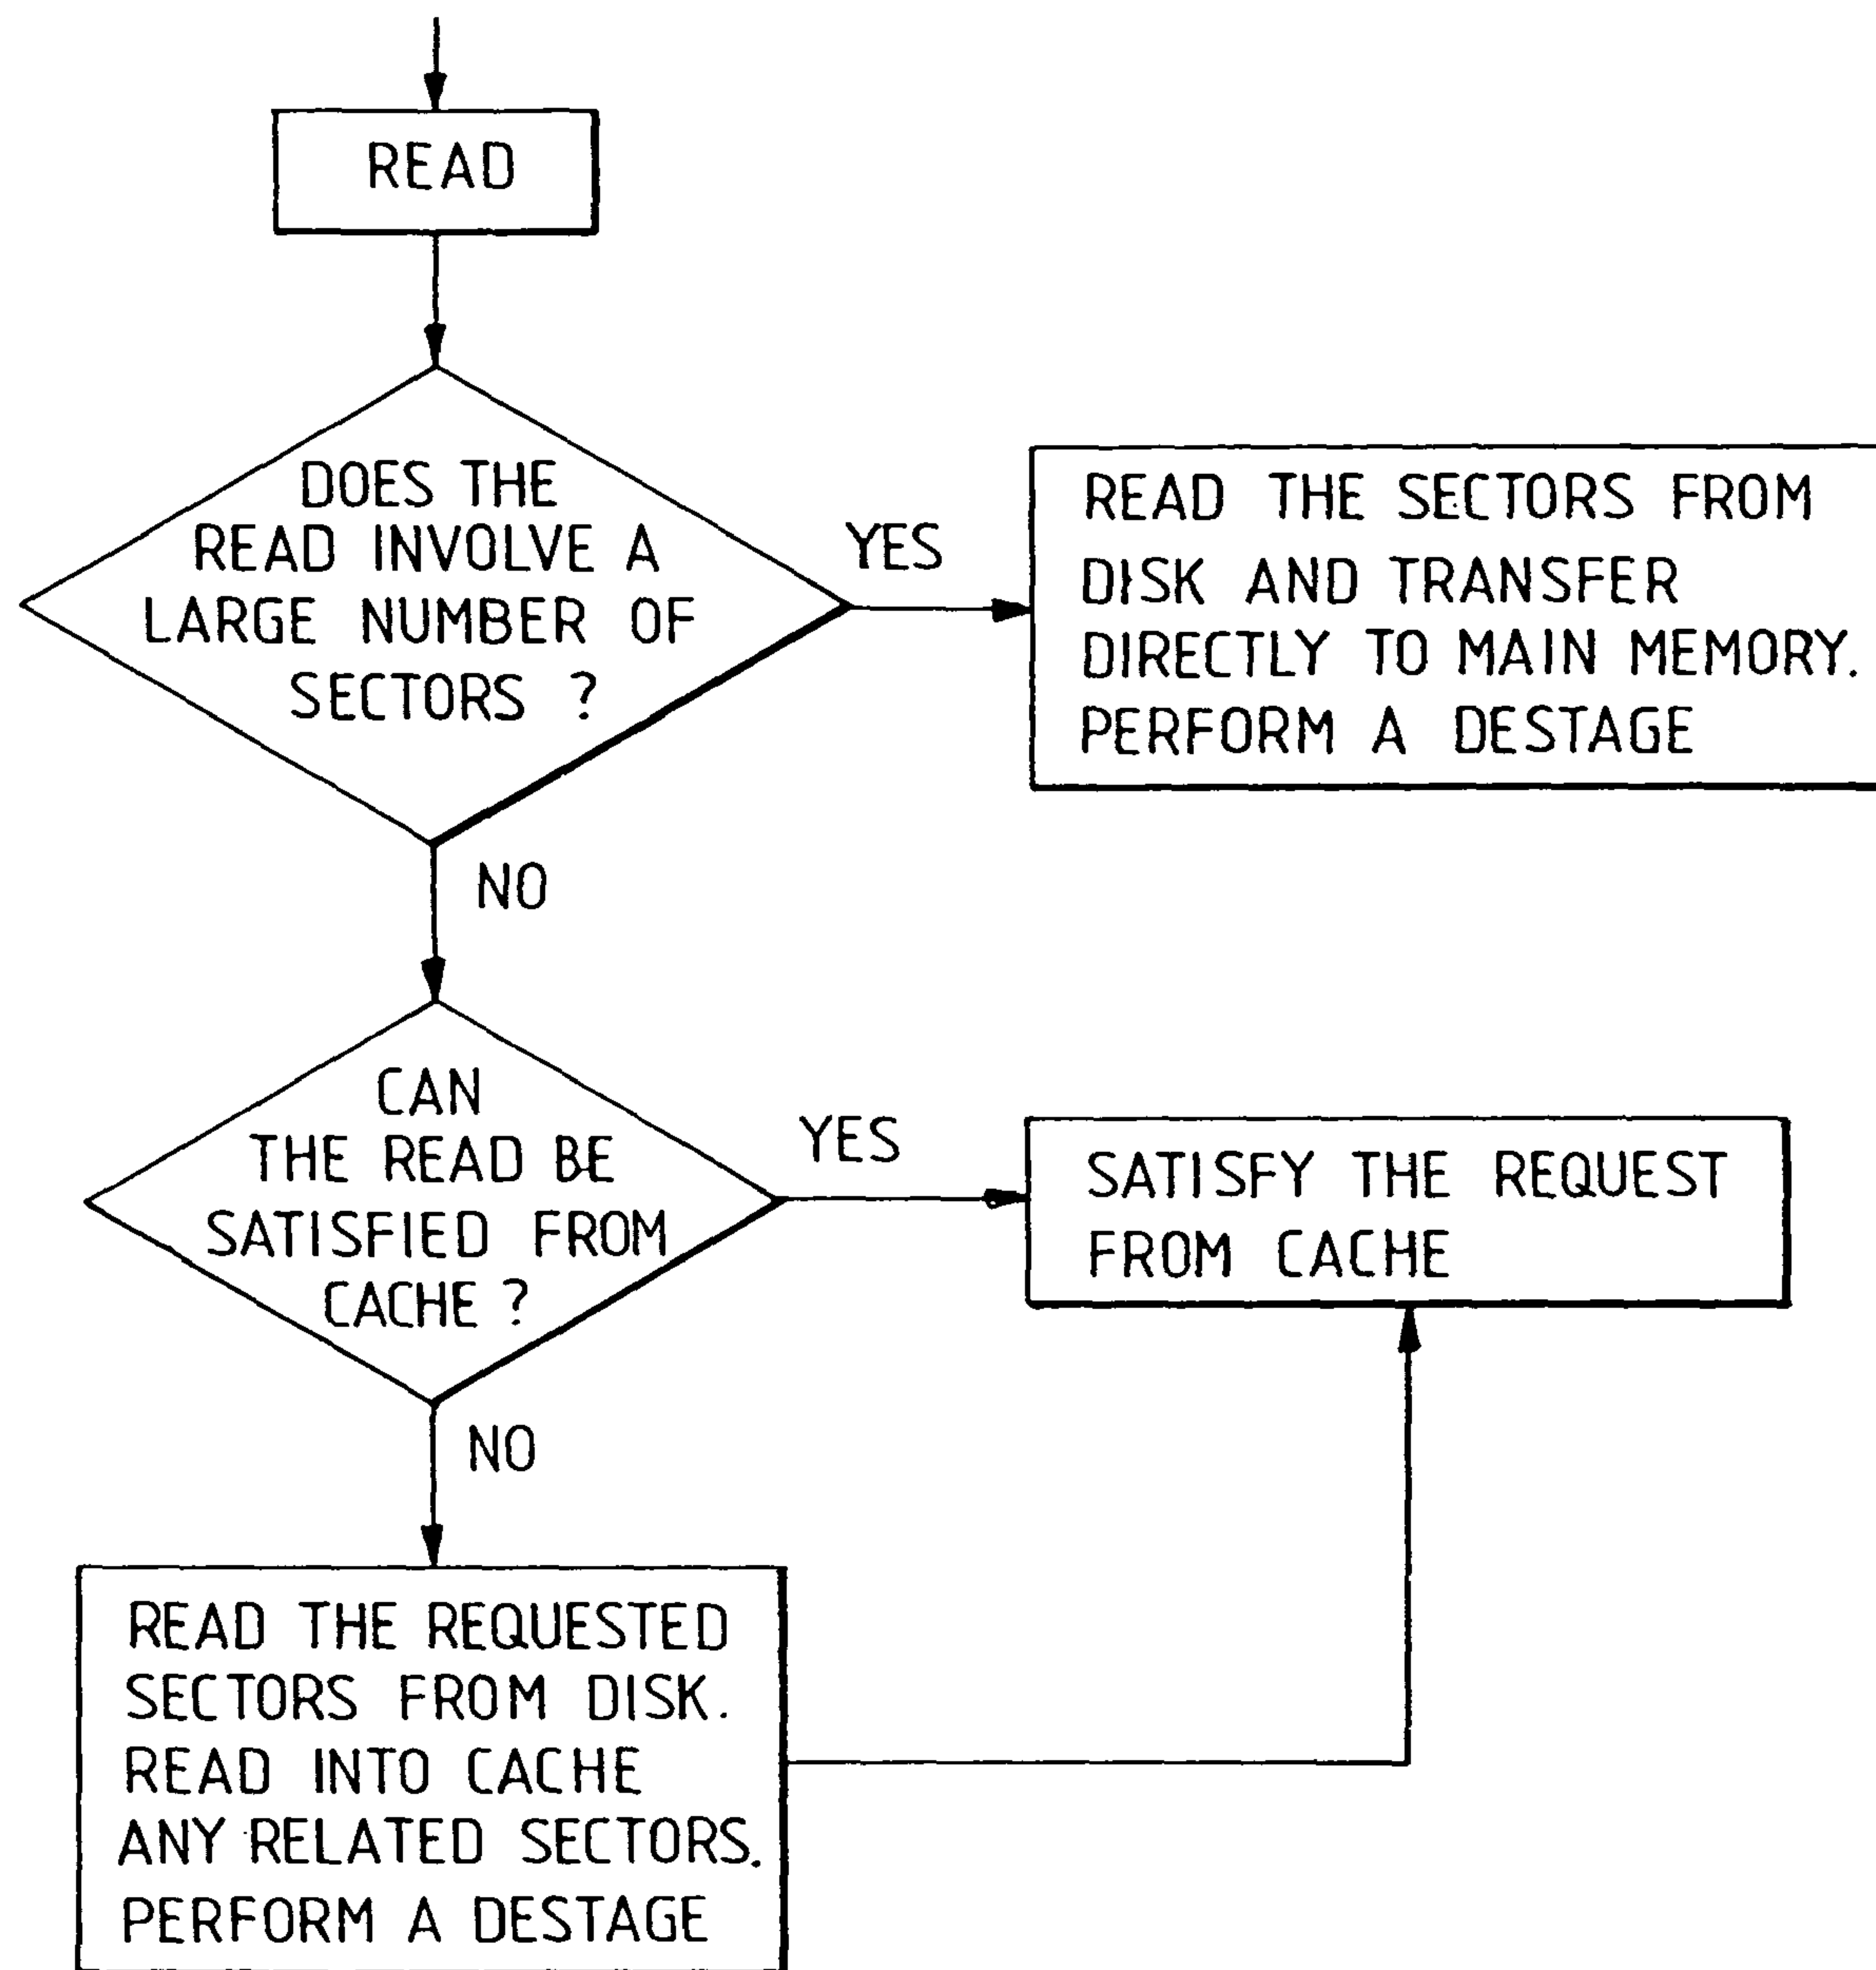 READ
DOES THE
READ INVOLVE A
LARGE NUMBER OF
SECTORS ?
YES
READ THE SECTORS FROM
DISK AND TRANSFER
DIRECTLY TO MAIN MEMORY.
PERFORM A DESTAGE
NO
CAN
THE READ BE
SATISFIED FROM
CACHE ?
YES
SATISFY THE REQUEST
FROM CACHE
NO
READ THE REQUESTED
SECTORS FROM DISK.
READ INTO CACHE
ANY RELATED SECTORS.
PERFORM A DESTAGE